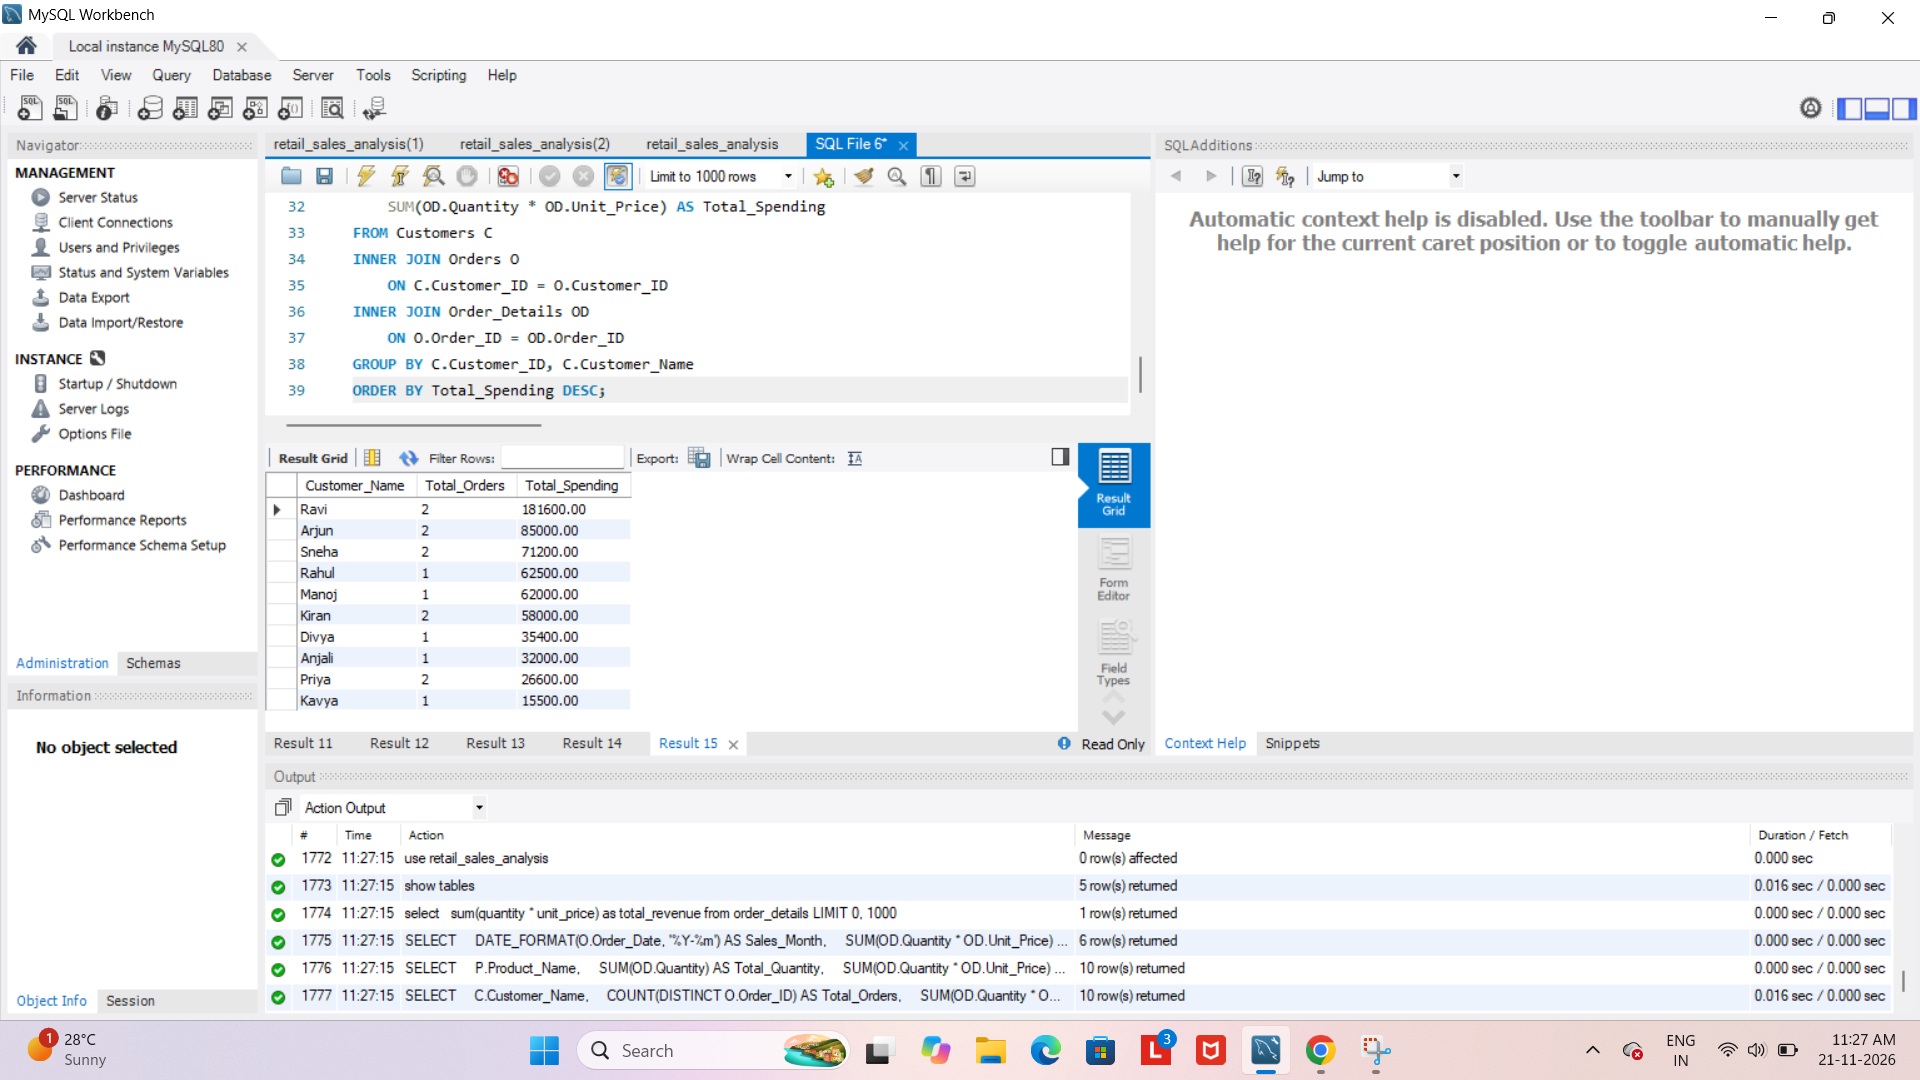 MySQL Workbench
Local instance MySQL80
File Edit View Query Database Server Tools Scripting Help
Navigator
MANAGEMENT
Server Status
Client Connections
Users and Privileges
Status and System Variables
Data Export
Data Import/Restore
INSTANCE
Startup / Shutdown
Server Logs
Options File
PERFORMANCE
Dashboard
Performance Reports
Performance Schema Setup
Administration Schemas
Information
No object selected
Object Info Session
retail_sales_analysis(1) retail_sales_analysis(2) retail_sales_analysis SQL File 6*
Limit to 1000 rows
32 SUM(OD.Quantity * OD.Unit_Price) AS Total_Spending
33 FROM Customers C
34 INNER JOIN Orders O
35 ON C.Customer_ID = O.Customer_ID
36 INNER JOIN Order_Details OD
37 ON O.Order_ID = OD.Order_ID
38 GROUP BY C.Customer_ID, C.Customer_Name
39 ORDER BY Total_Spending DESC;
Result Grid Filter Rows: Export: Wrap Cell Content:
Customer_Name Total_Orders Total_Spending
Ravi 2 181600.00
Arjun 2 85000.00
Sneha 2 71200.00
Rahul 1 62500.00
Manoj 1 62000.00
Kiran 2 58000.00
Divya 1 35400.00
Anjali 1 32000.00
Priya 2 26600.00
Kavya 1 15500.00
Result
Grid
Form
Editor
Field
Types
Result 11 Result 12 Result 13 Result 14 Result 15 Read Only
SQLAdditions
Jump to
Automatic context help is disabled. Use the toolbar to manually get
help for the current caret position or to toggle automatic help.
Context Help Snippets
Output
Action Output
# Time Action Message Duration / Fetch
1772 11:27:15 use retail_sales_analysis 0 row(s) affected 0.000 sec
1773 11:27:15 show tables 5 row(s) returned 0.016 sec / 0.000 sec
1774 11:27:15 select sum(quantity * unit_price) as total_revenue from order_details LIMIT 0, 1000 1 row(s) returned 0.000 sec / 0.000 sec
1775 11:27:15 SELECT DATE_FORMAT(O.Order_Date, '%Y-%m') AS Sales_Month, SUM(OD.Quantity * OD.Unit_Price) ... 6 row(s) returned 0.000 sec / 0.000 sec
1776 11:27:15 SELECT P.Product_Name, SUM(OD.Quantity) AS Total_Quantity, SUM(OD.Quantity * OD.Unit_Price) ... 10 row(s) returned 0.000 sec / 0.000 sec
1777 11:27:15 SELECT C.Customer_Name, COUNT(DISTINCT O.Order_ID) AS Total_Orders, SUM(OD.Quantity * O... 10 row(s) returned 0.016 sec / 0.000 sec
1
28°C
Sunny
Search
L 3
ENG
IN
11:27 AM
21-11-2026